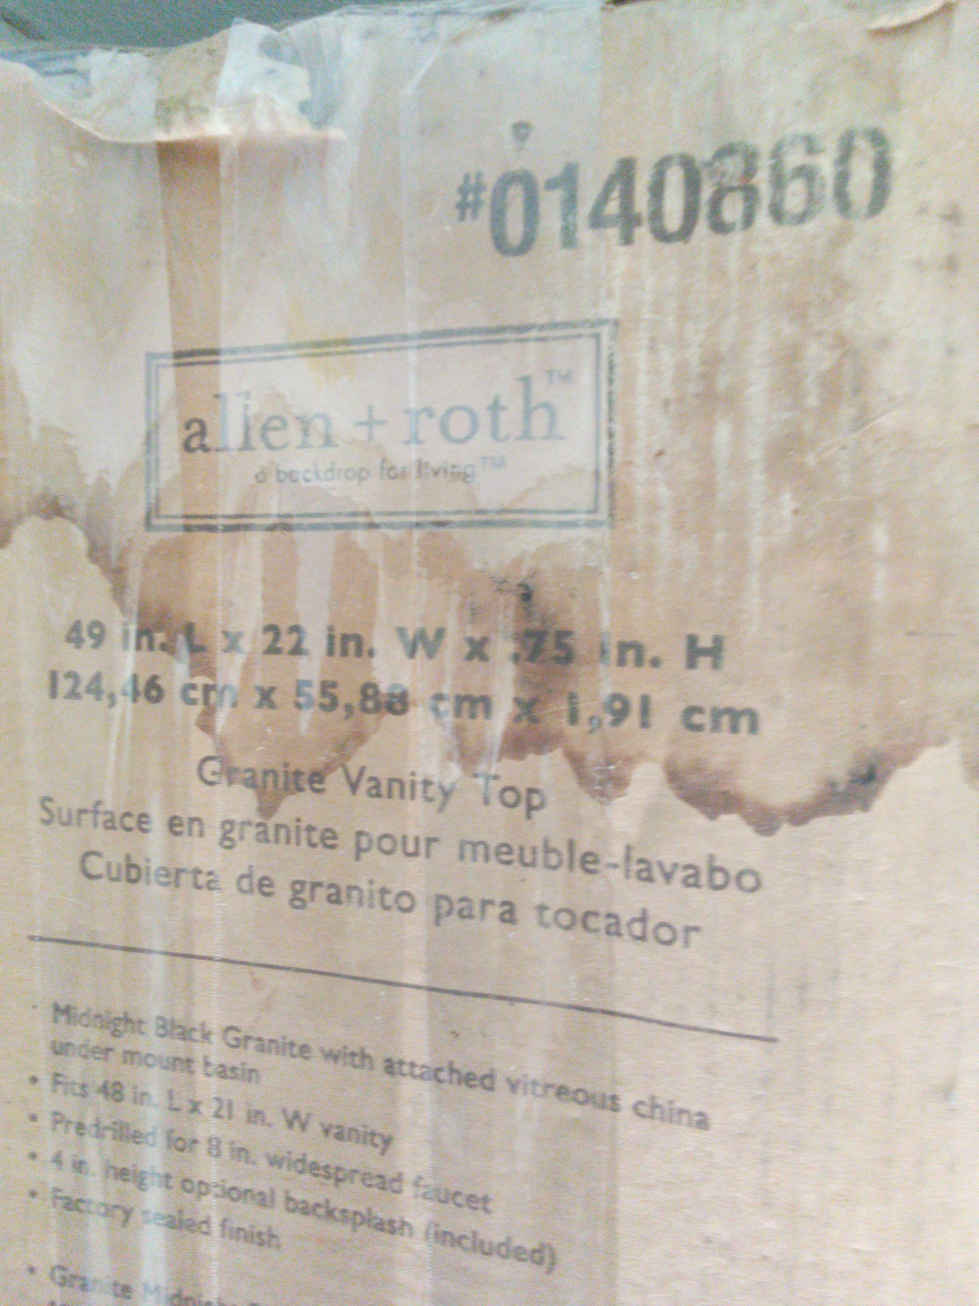 #0140860
allen + roth™
a backdrop for living™
49 in. L x 22 in. W x .75 in. H
124,46 cm x 55,88 cm x 1,91 cm
Granite Vanity Top
Surface en granite pour meuble-lavabo
Cubierta de granito para tocador
Midnight Black Granite with attached vitreous china
under mount basin
• Fits 48 in. L x 21 in. W vanity
• Predrilled for 8 in. widespread faucet
• 4 in. height optional backsplash (included)
• Factory sealed finish
• Granite Midnight